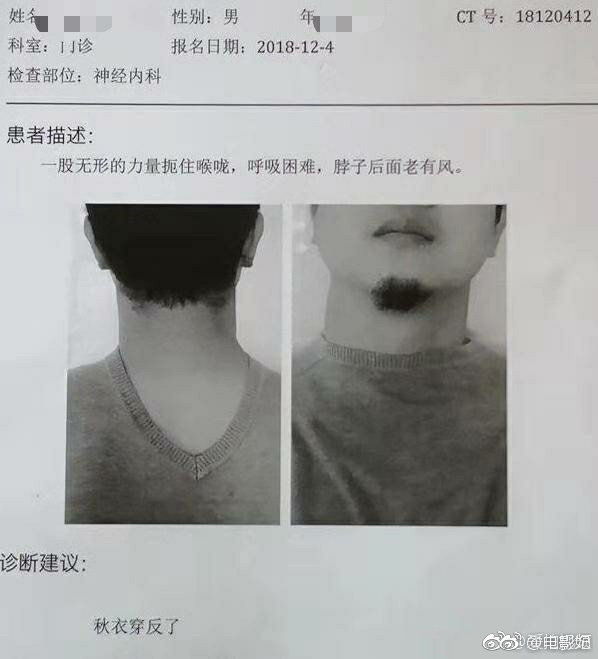 姓名 性别：男 年 CT 号：18120412
科室：门诊 报名日期：2018-12-4
检查部位：神经内科
患者描述：
一股无形的力量扼住喉咙，呼吸困难，脖子后面老有风。
诊断建议：
秋衣穿反了